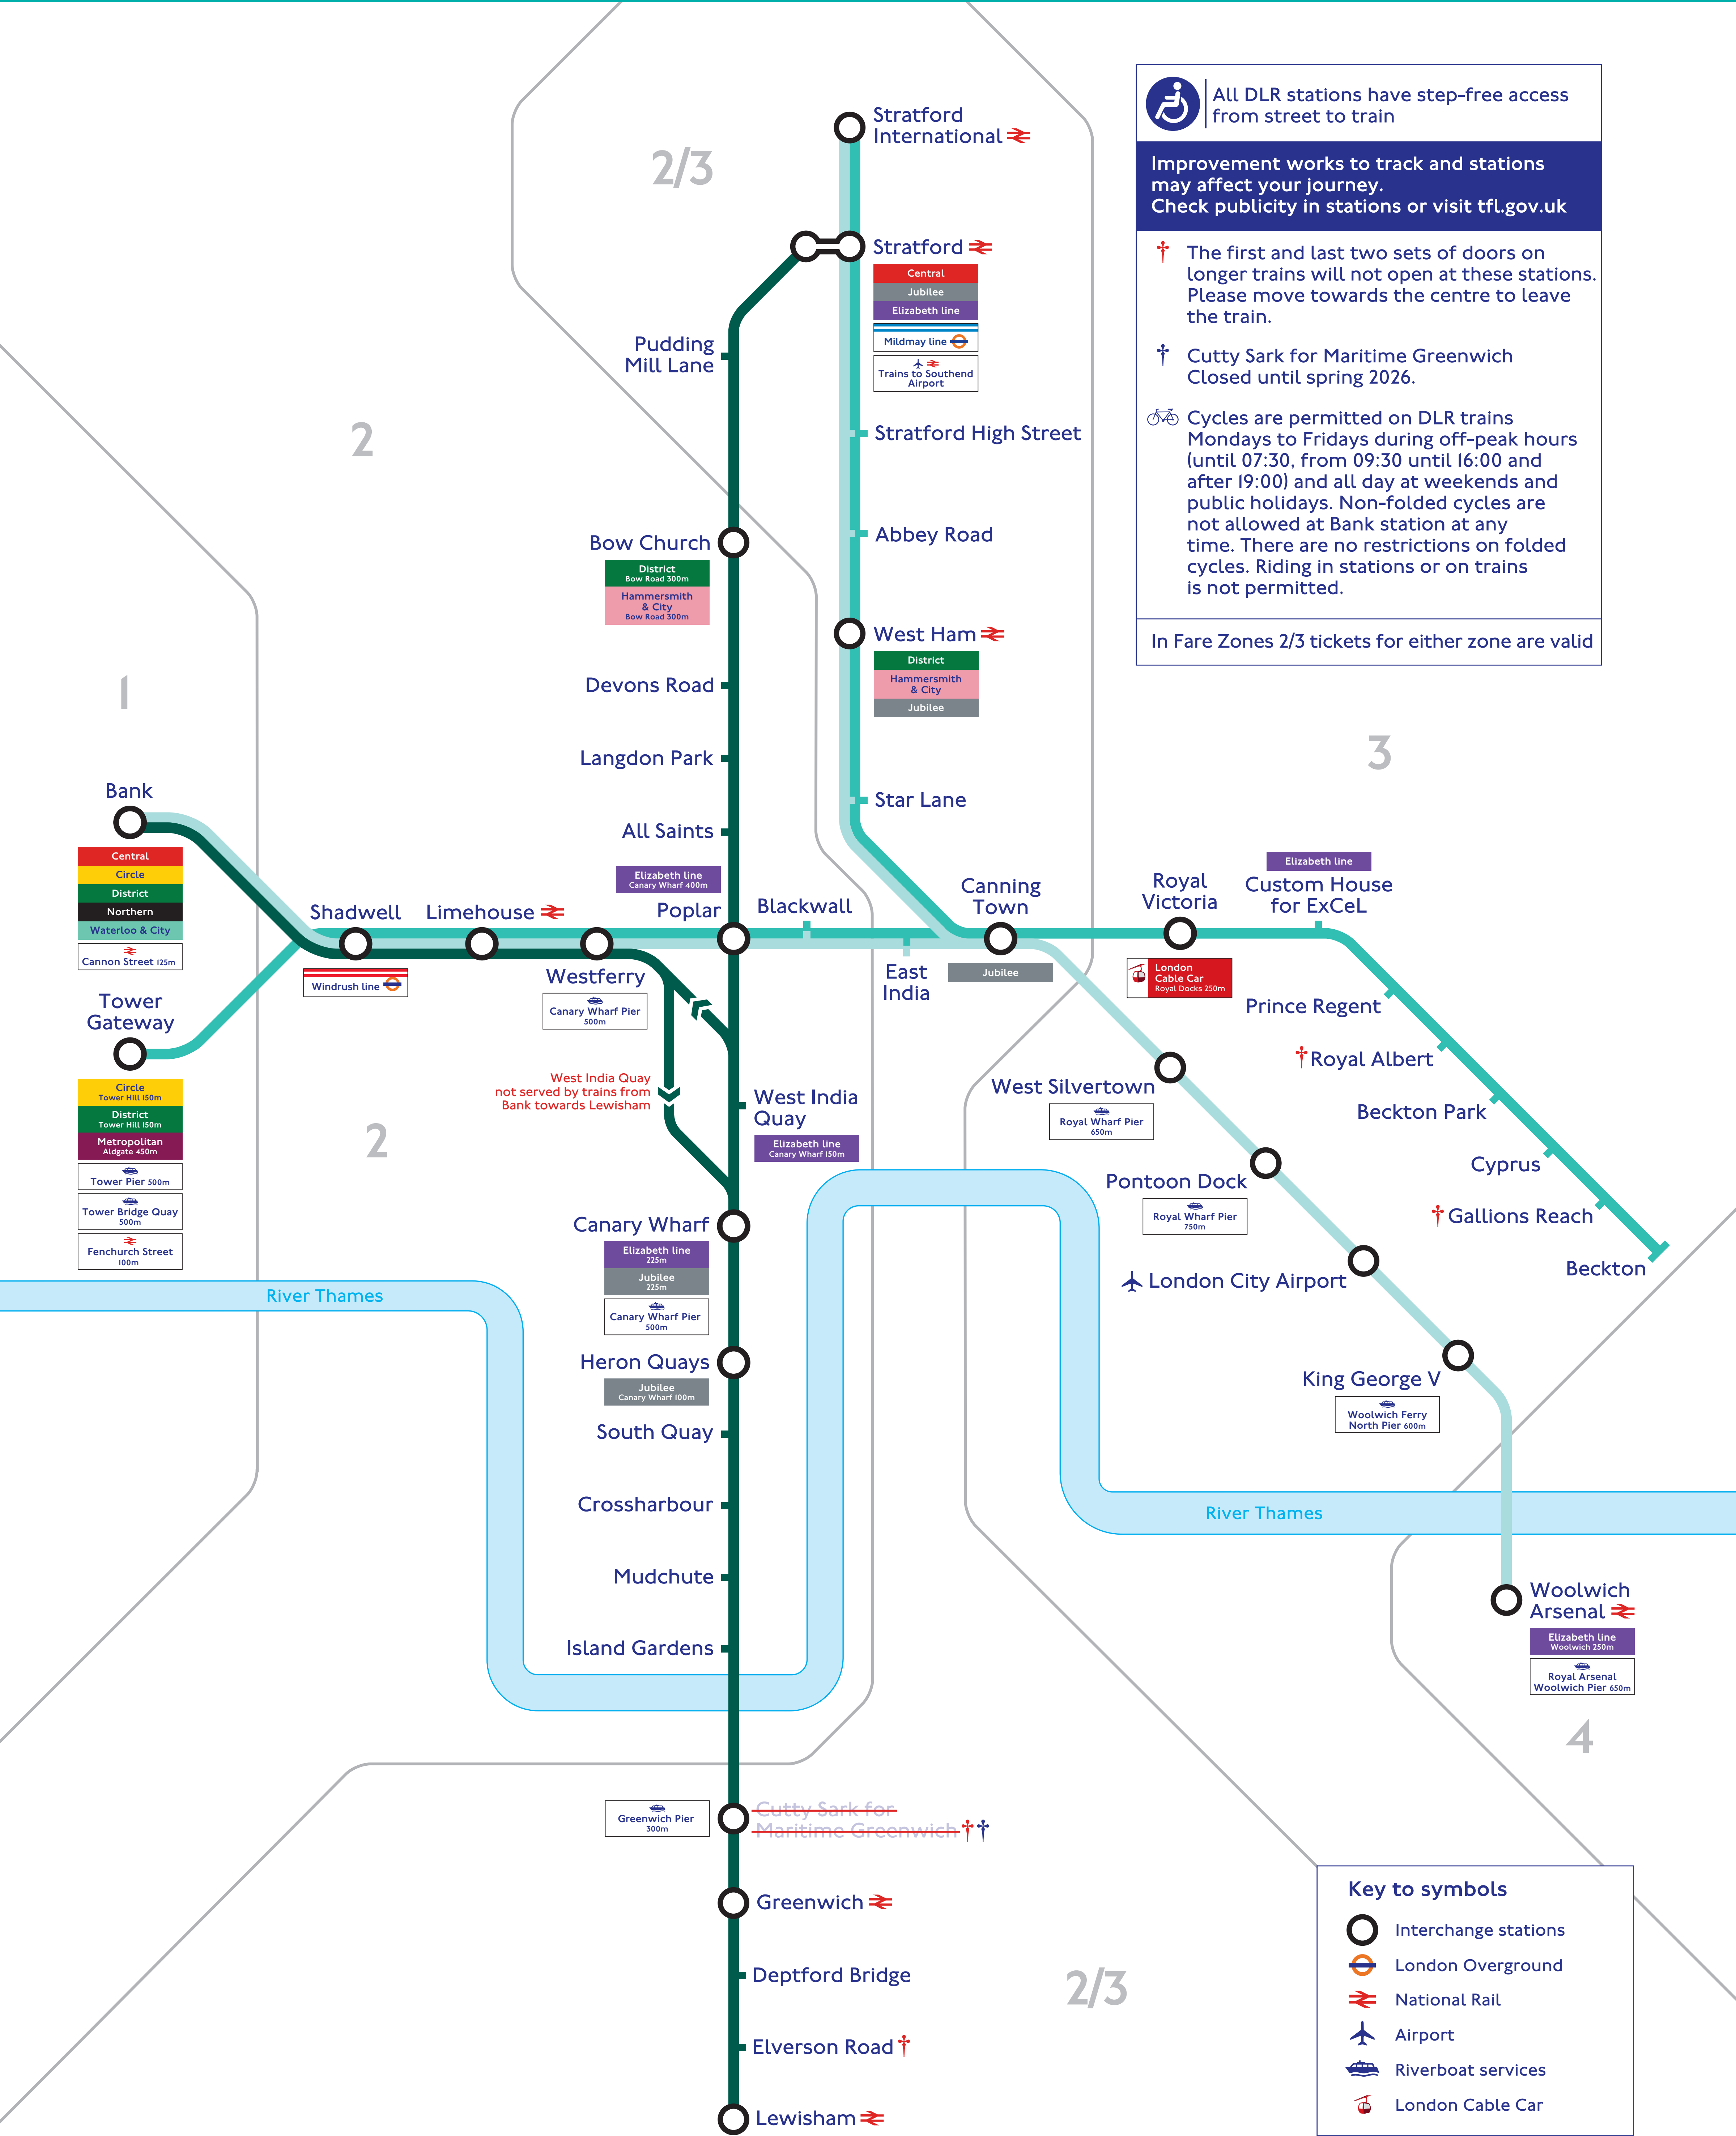 Stratford
International
2/3
Stratford
Central
Jubilee
Elizabeth line
Mildmay line
Trains to Southend
Airport
Pudding
Mill Lane
Stratford High Street
2
Abbey Road
Bow Church
District
Bow Road 300m
Hammersmith
& City
Bow Road 300m
West Ham
District
Hammersmith
& City
Jubilee
Devons Road
1
Langdon Park
3
Star Lane
All Saints
Bank
Central
Circle
District
Northern
Waterloo & City
Cannon Street 125m
Shadwell
Windrush line
Limehouse
Westferry
Canary Wharf Pier
500m
Elizabeth line
Canary Wharf 400m
Poplar
Blackwall
East
India
Canning
Town
Jubilee
Royal
Victoria
London
Cable Car
Royal Docks 250m
Elizabeth line
Custom House
for ExCeL
Prince Regent
†Royal Albert
Beckton Park
Cyprus
†Gallions Reach
Beckton
Tower
Gateway
Circle
Tower Hill 150m
District
Tower Hill 150m
Metropolitan
Aldgate 450m
Tower Pier 500m
Tower Bridge Quay
500m
Fenchurch Street
100m
2
West India Quay
not served by trains from
Bank towards Lewisham
West India
Quay
Elizabeth line
Canary Wharf 150m
West Silvertown
Royal Wharf Pier
650m
Pontoon Dock
Royal Wharf Pier
750m
London City Airport
King George V
Woolwich Ferry
North Pier 600m
Canary Wharf
Elizabeth line
225m
Jubilee
225m
Canary Wharf Pier
500m
River Thames
Heron Quays
Jubilee
Canary Wharf 100m
South Quay
Crossharbour
River Thames
Mudchute
Island Gardens
Woolwich
Arsenal
Elizabeth line
Woolwich 250m
Royal Arsenal
Woolwich Pier 650m
4
Greenwich Pier
300m
Cutty Sark for
Maritime Greenwich††
Greenwich
Deptford Bridge
2/3
Elverson Road†
Lewisham
All DLR stations have step-free access
from street to train
Improvement works to track and stations
may affect your journey.
Check publicity in stations or visit tfl.gov.uk
† The first and last two sets of doors on
longer trains will not open at these stations.
Please move towards the centre to leave
the train.
† Cutty Sark for Maritime Greenwich
Closed until spring 2026.
Cycles are permitted on DLR trains
Mondays to Fridays during off-peak hours
(until 07:30, from 09:30 until 16:00 and
after 19:00) and all day at weekends and
public holidays. Non-folded cycles are
not allowed at Bank station at any
time. There are no restrictions on folded
cycles. Riding in stations or on trains
is not permitted.
In Fare Zones 2/3 tickets for either zone are valid
Key to symbols
Interchange stations
London Overground
National Rail
Airport
Riverboat services
London Cable Car